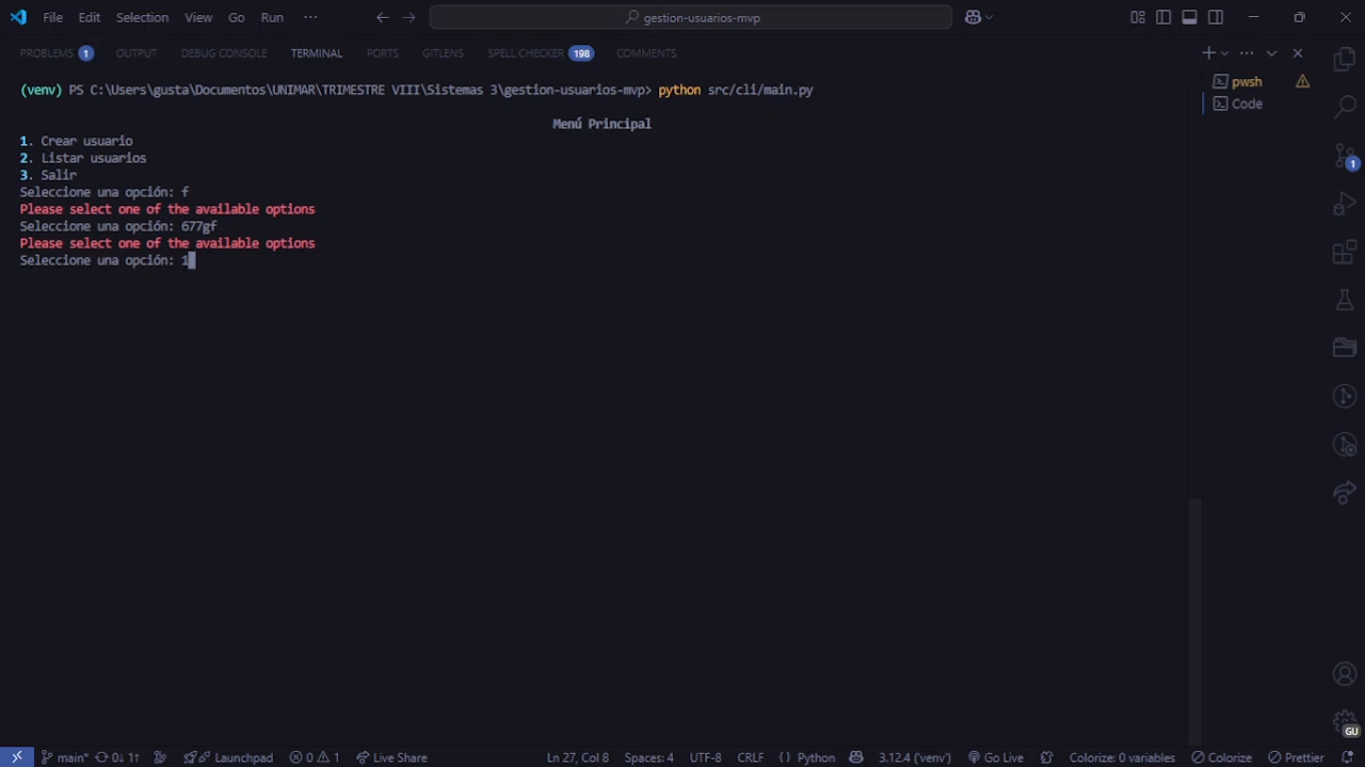 File Edit Selection View Go Run ··· gestion-usuarios-mvp
PROBLEMS 1 OUTPUT DEBUG CONSOLE TERMINAL PORTS GITLENS SPELL CHECKER 198 COMMENTS
(venv) PS C:\Users\gusta\Documentos\UNIMAR\TRIMESTRE VIII\Sistemas 3\gestion-usuarios-mvp> python src/cli/main.py
Menú Principal
1. Crear usuario
2. Listar usuarios
3. Salir
Seleccione una opción: f
Please select one of the available options
Seleccione una opción: 677gf
Please select one of the available options
Seleccione una opción: 1
pwsh
Code
1
GU
main* 0↓ 1↑ Launchpad 0 1 Live Share Ln 27, Col 8 Spaces: 4 UTF-8 CRLF {} Python 3.12.4 ('venv') Go Live Colorize: 0 variables Colorize Prettier